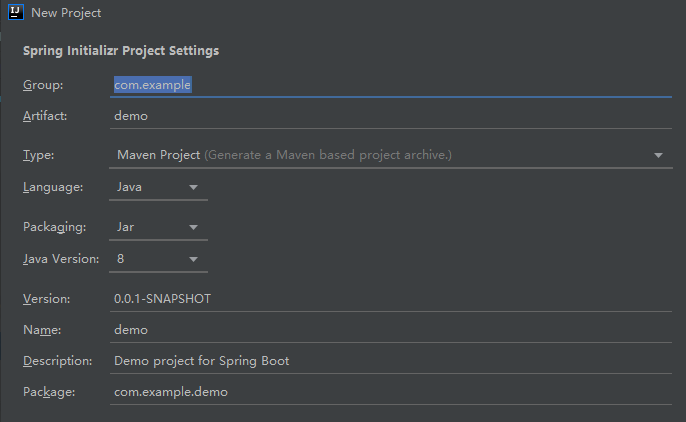 IJ New Project
Spring Initializr Project Settings
Group: com.example
Artifact: demo
Type: Maven Project (Generate a Maven based project archive.)
Language: Java
Packaging: Jar
Java Version: 8
Version: 0.0.1-SNAPSHOT
Name: demo
Description: Demo project for Spring Boot
Package: com.example.demo